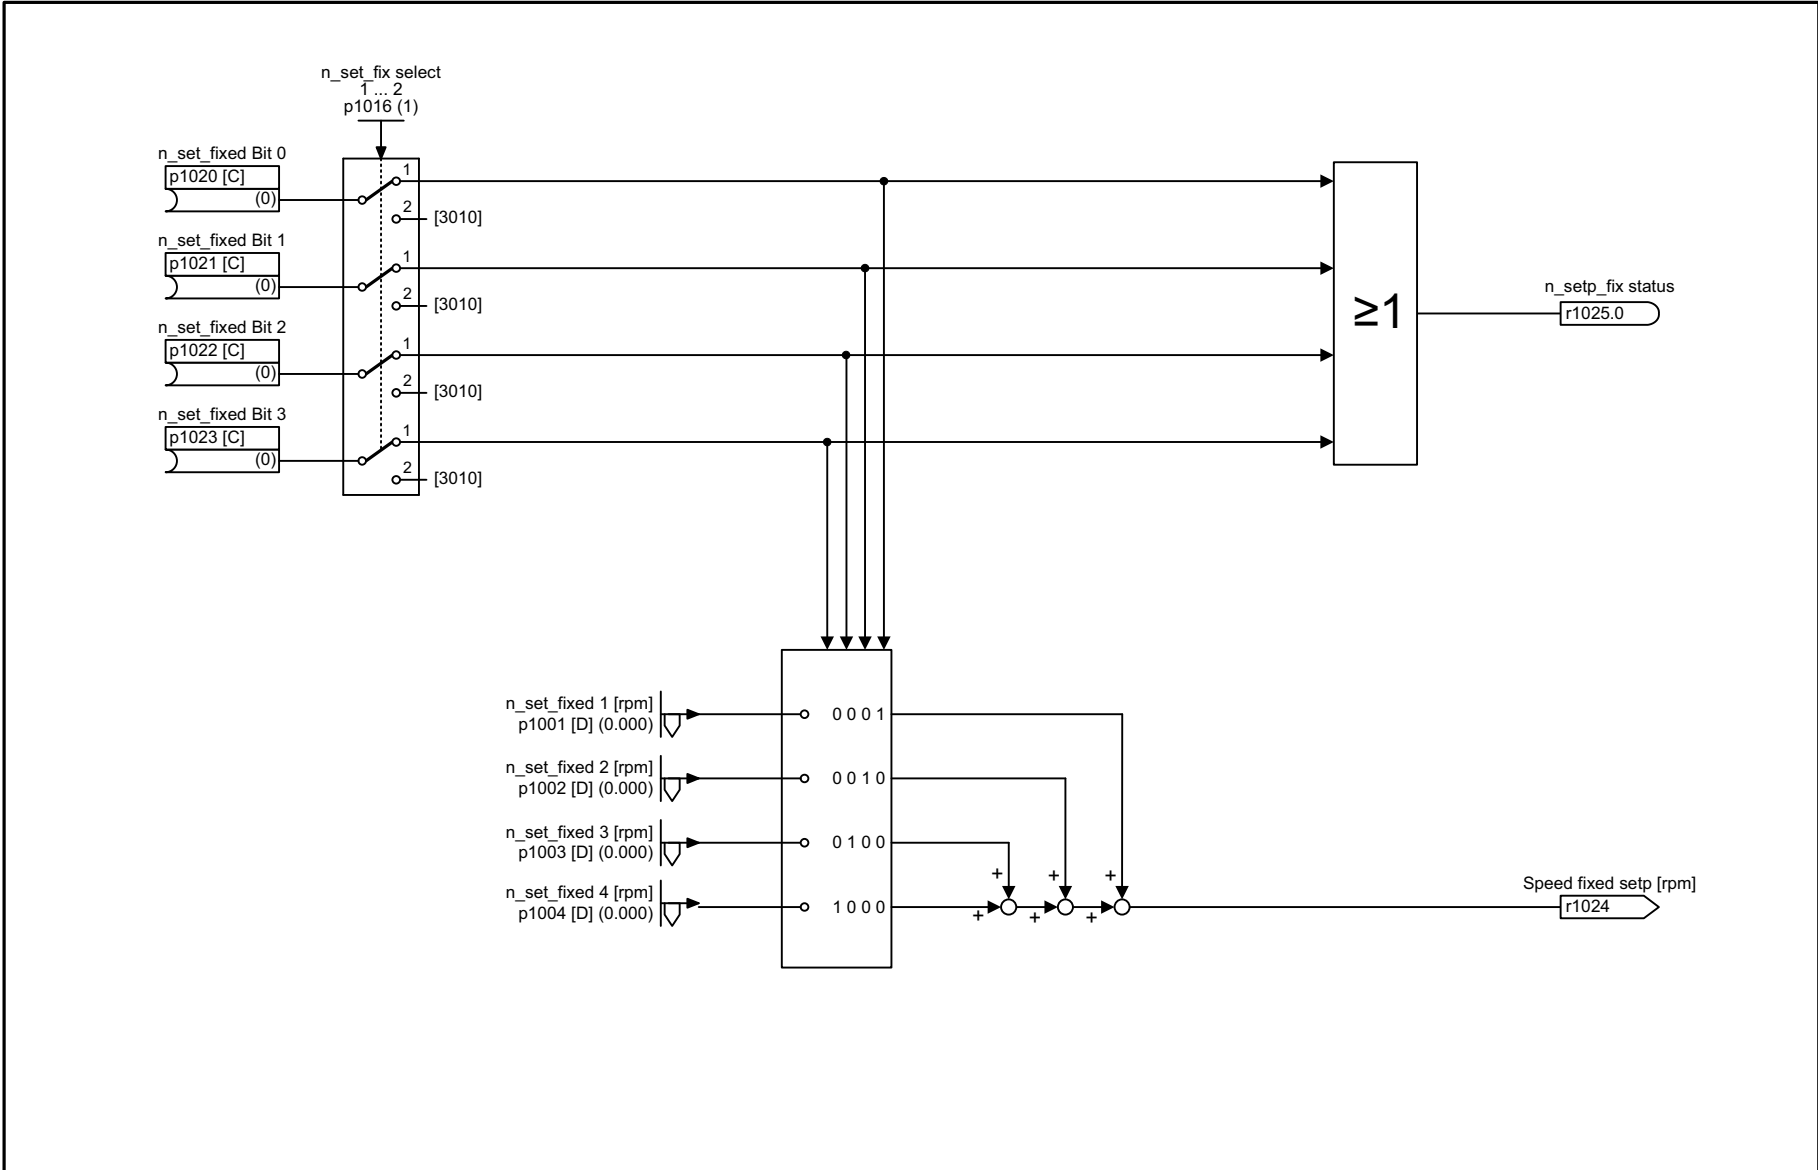 n_set_fix select
1 ... 2
p1016 (1)
n_set_fixed Bit 0
p1020 [C]
(0)
1
2
[3010]
n_set_fixed Bit 1
p1021 [C]
(0)
1
2
[3010]
n_set_fixed Bit 2
p1022 [C]
(0)
1
2
[3010]
n_set_fixed Bit 3
p1023 [C]
(0)
1
2
[3010]
≥1
n_setp_fix status
r1025.0
n_set_fixed 1 [rpm]
p1001 [D] (0.000)
0 0 0 1
n_set_fixed 2 [rpm]
p1002 [D] (0.000)
0 0 1 0
n_set_fixed 3 [rpm]
p1003 [D] (0.000)
0 1 0 0
n_set_fixed 4 [rpm]
p1004 [D] (0.000)
1 0 0 0
+
+
+
+
+
+
Speed fixed setp [rpm]
r1024